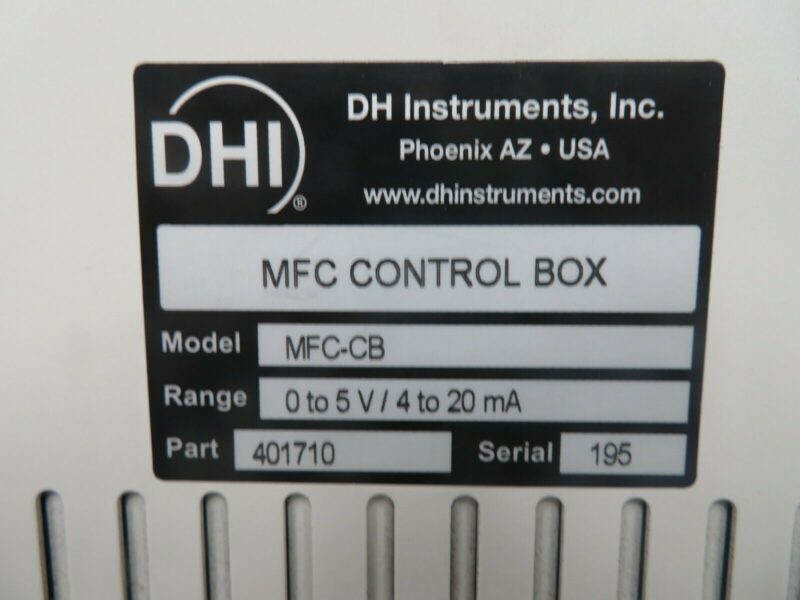 DHI ®
DH Instruments, Inc.
Phoenix AZ • USA
www.dhinstruments.com
MFC CONTROL BOX
Model MFC-CB
Range 0 to 5 V / 4 to 20 mA
Part 401710 Serial 195